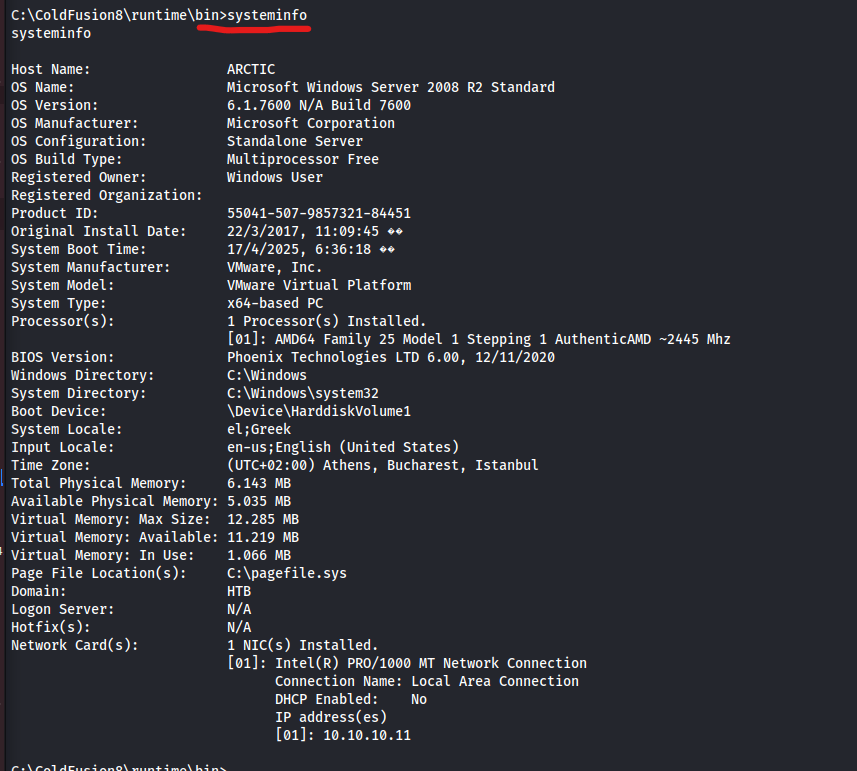 C:\ColdFusion8\runtime\bin>systeminfo
systeminfo
Host Name: ARCTIC
OS Name: Microsoft Windows Server 2008 R2 Standard
OS Version: 6.1.7600 N/A Build 7600
OS Manufacturer: Microsoft Corporation
OS Configuration: Standalone Server
OS Build Type: Multiprocessor Free
Registered Owner: Windows User
Registered Organization:
Product ID: 55041-507-9857321-84451
Original Install Date: 22/3/2017, 11:09:45 ��
System Boot Time: 17/4/2025, 6:36:18 ��
System Manufacturer: VMware, Inc.
System Model: VMware Virtual Platform
System Type: x64-based PC
Processor(s): 1 Processor(s) Installed.
[01]: AMD64 Family 25 Model 1 Stepping 1 AuthenticAMD ~2445 Mhz
BIOS Version: Phoenix Technologies LTD 6.00, 12/11/2020
Windows Directory: C:\Windows
System Directory: C:\Windows\system32
Boot Device: \Device\HarddiskVolume1
System Locale: el;Greek
Input Locale: en-us;English (United States)
Time Zone: (UTC+02:00) Athens, Bucharest, Istanbul
Total Physical Memory: 6.143 MB
Available Physical Memory: 5.035 MB
Virtual Memory: Max Size: 12.285 MB
Virtual Memory: Available: 11.219 MB
Virtual Memory: In Use: 1.066 MB
Page File Location(s): C:\pagefile.sys
Domain: HTB
Logon Server: N/A
Hotfix(s): N/A
Network Card(s): 1 NIC(s) Installed.
[01]: Intel(R) PRO/1000 MT Network Connection
Connection Name: Local Area Connection
DHCP Enabled: No
IP address(es)
[01]: 10.10.10.11
C:\ColdFusion8\runtime\bin>